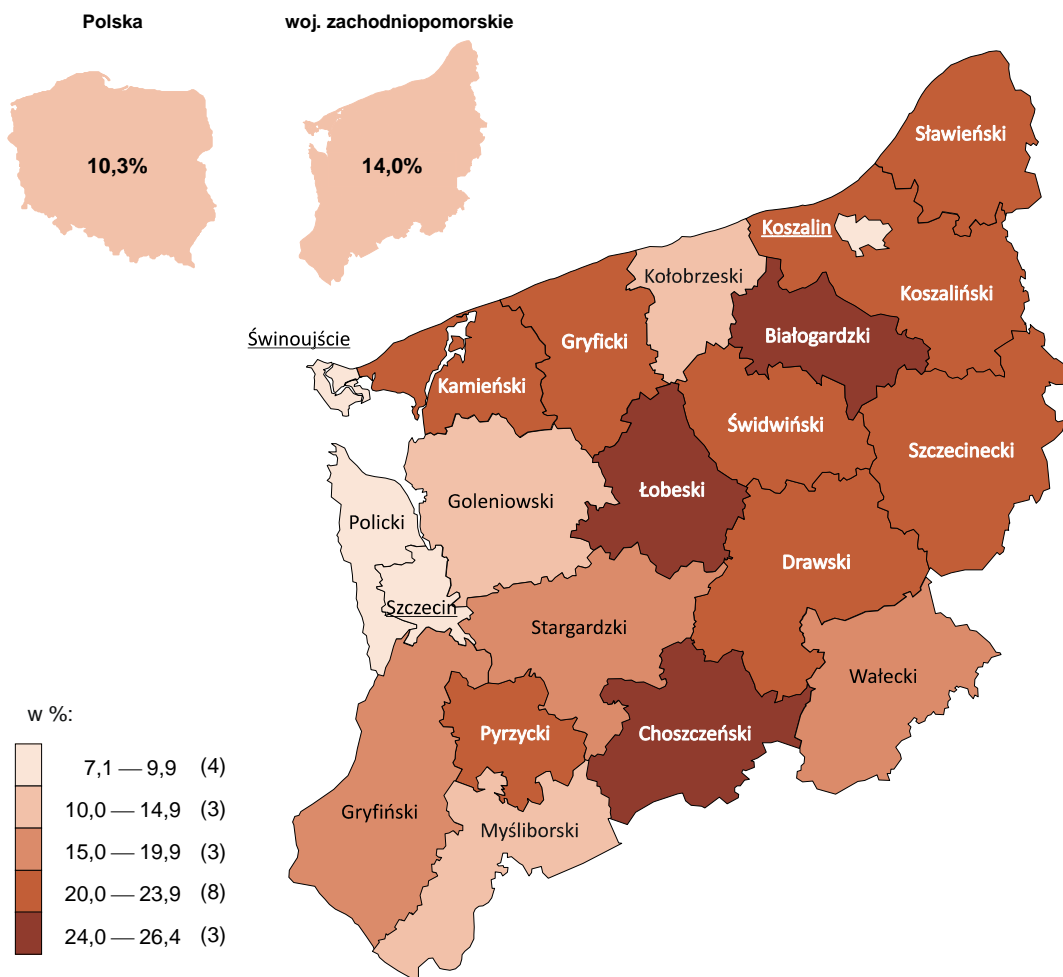 Polska
woj. zachodniopomorskie
10,3%
14,0%
Sławieński
Koszalin
Kołobrzeski
Koszaliński
Świnoujście
Gryficki
Białogardzki
Kamieński
Świdwiński
Szczecinecki
Łobeski
Goleniowski
Policki
Drawski
Szczecin
Stargardzki
Wałecki
Pyrzycki
Choszczeński
Gryfiński
Myśliborski
w %:
7,1 — 9,9 (4)
10,0 — 14,9 (3)
15,0 — 19,9 (3)
20,0 — 23,9 (8)
24,0 — 26,4 (3)